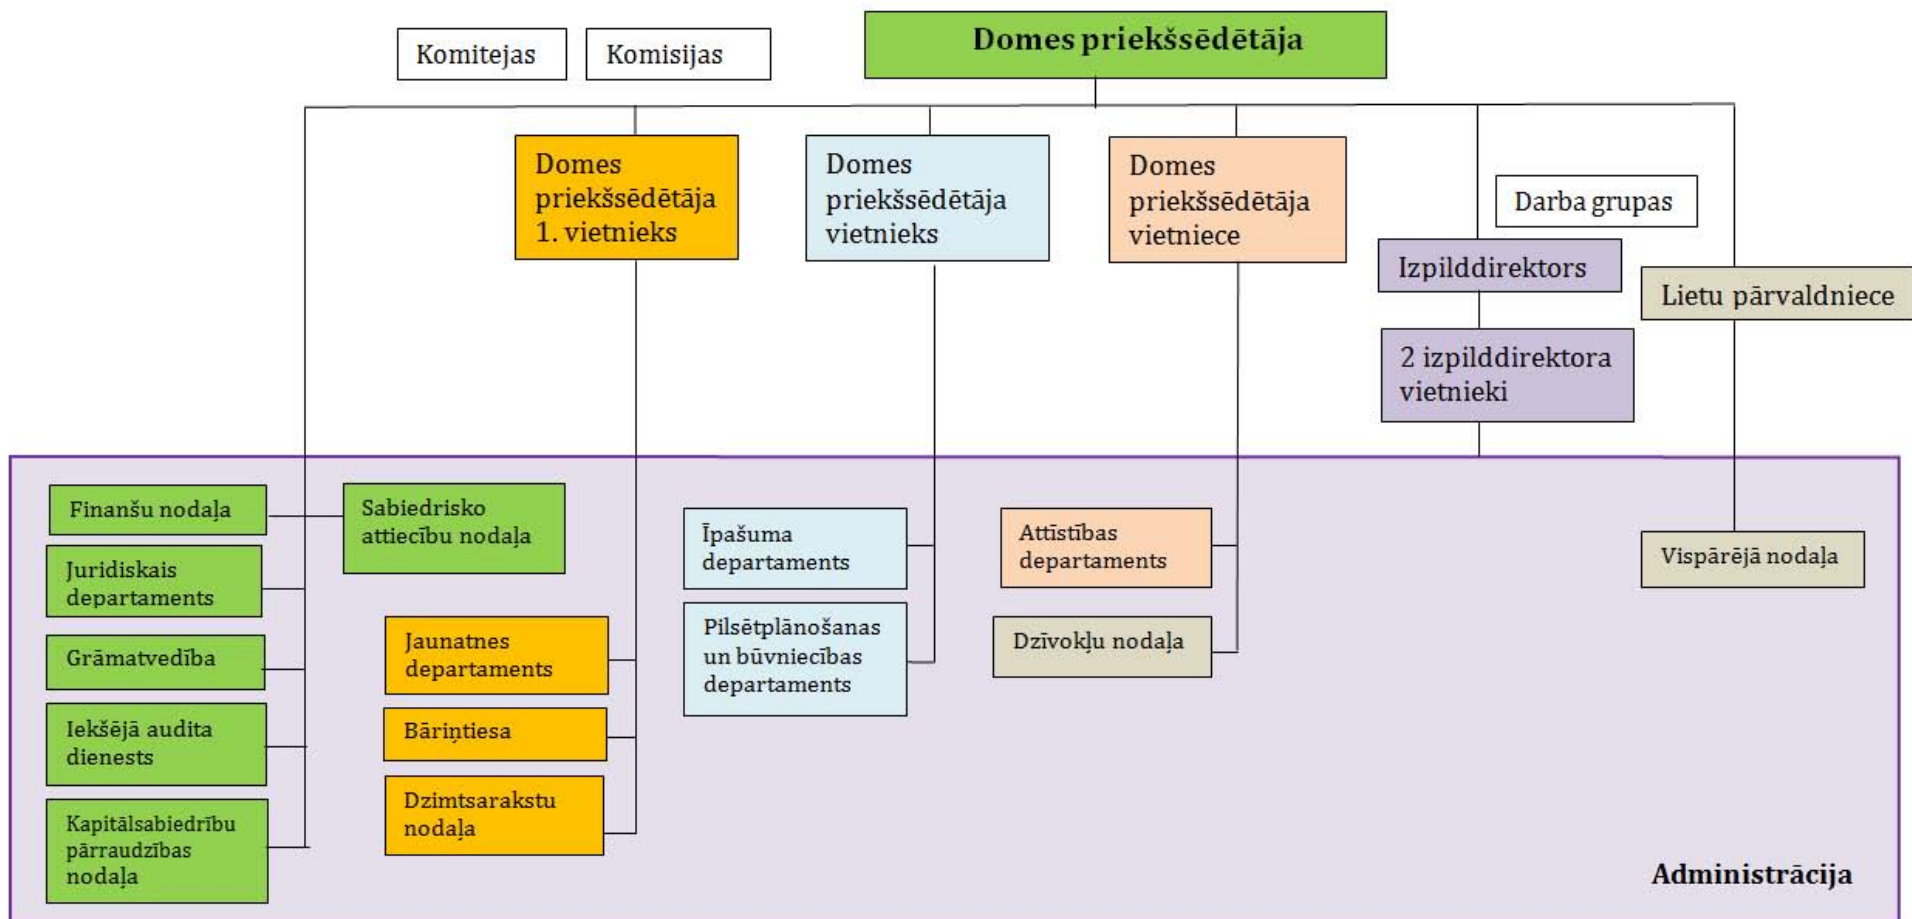 Domes priekšsēdētāja
Komitejas
Komisijas
Domes
priekšsēdētāja
1. vietnieks
Domes
priekšsēdētāja
vietnieks
Domes
priekšsēdētāja
vietniece
Darba grupas
Izpilddirektors
Lietu pārvaldniece
2 izpilddirektora
vietnieki
Finanšu nodaļa
Sabiedrisko
attiecību nodaļa
Juridiskais
departaments
Grāmatvedība
Iekšējā audita
dienests
Kapitālsabiedrību
pārraudzības
nodaļa
Jaunatnes
departaments
Bāriņtiesa
Dzimtsarakstu
nodaļa
Īpašuma
departaments
Pilsētplānošanas
un būvniecības
departaments
Attīstības
departaments
Dzīvokļu nodaļa
Vispārējā nodaļa
Administrācija